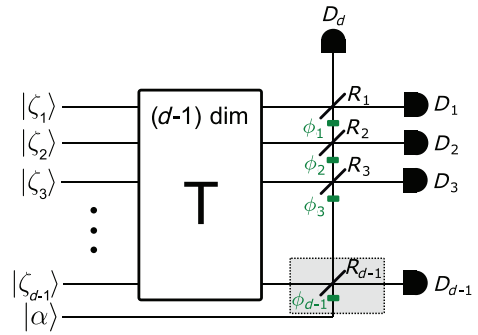 D_d
|ζ_1⟩ (d-1) dim R_1 D_1
ϕ_1
|ζ_2⟩ R_2 D_2
ϕ_2
|ζ_3⟩ T R_3 D_3
ϕ_3
|ζ_{d-1}⟩ R_{d-1} D_{d-1}
ϕ_{d-1}
|α⟩